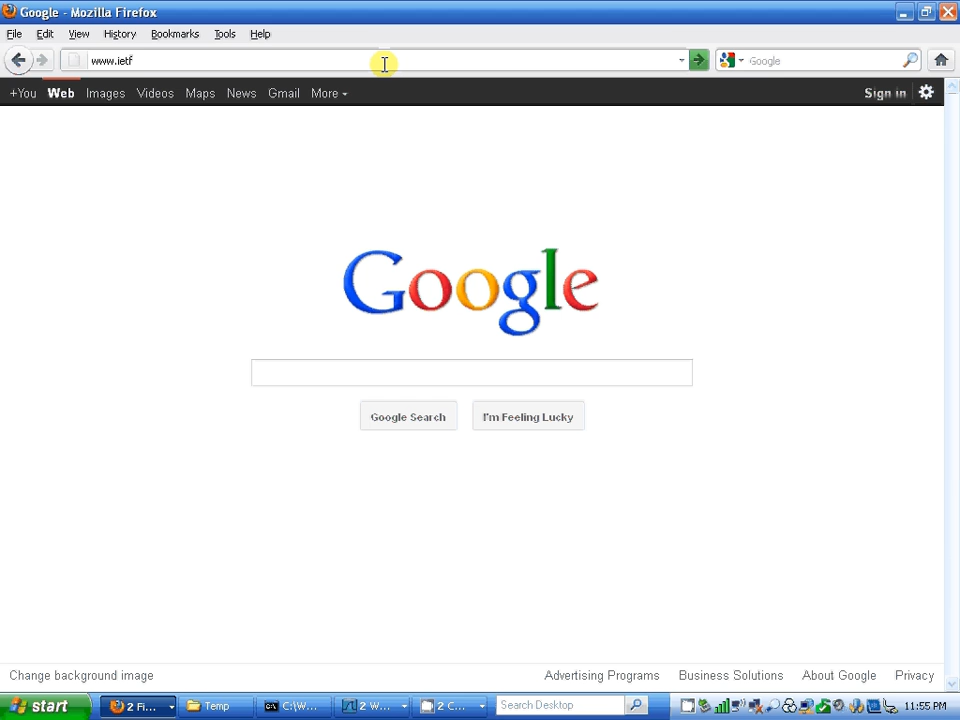 Google - Mozilla Firefox
File Edit View History Bookmarks Tools Help
www.ietf
Google
+You Web Images Videos Maps News Gmail More
Sign in
Google
Google Search I'm Feeling Lucky
Change background image
Advertising Programs Business Solutions About Google Privacy
start
2 Fi...
Temp
C:\W...
2 W...
2 C...
Search Desktop
11:55 PM